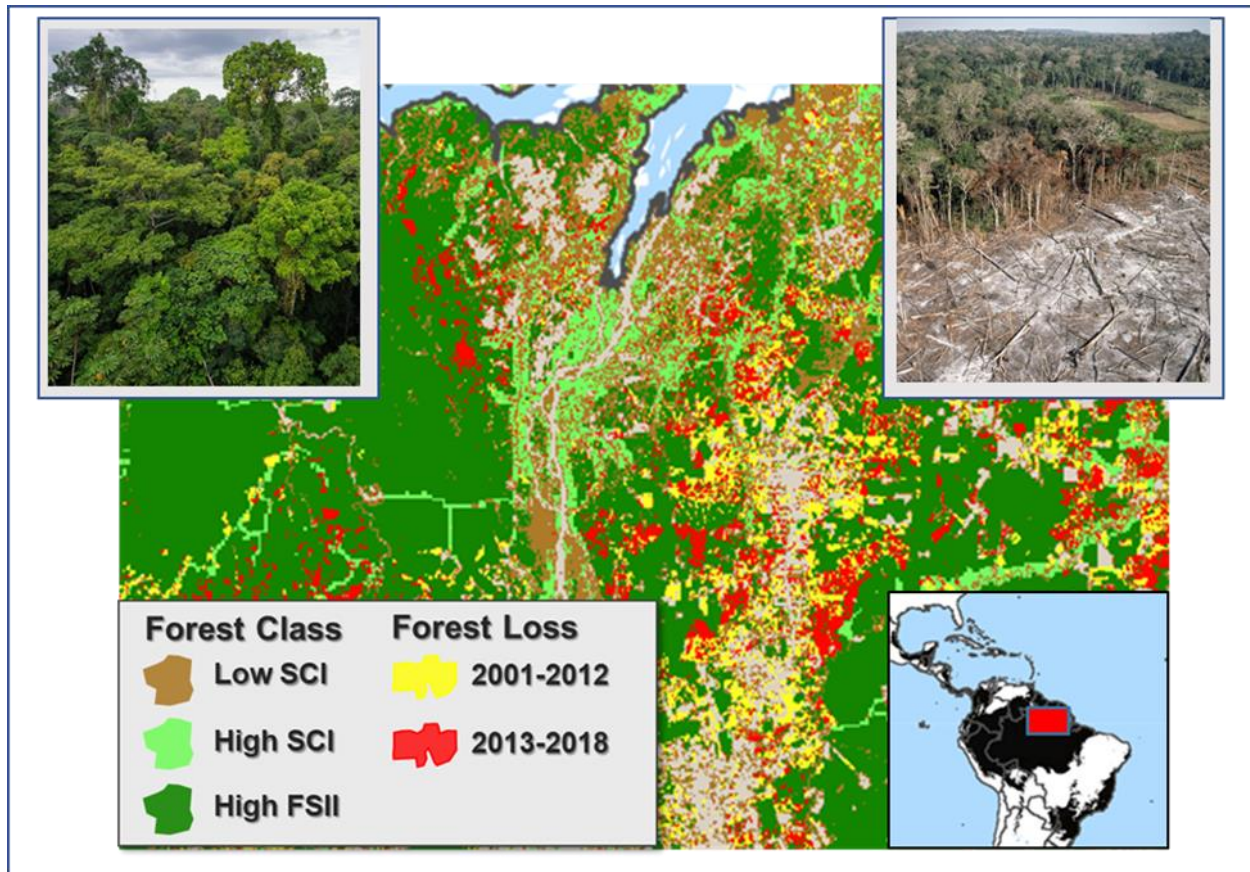 Forest Class
Low SCI
High SCI
High FSII
Forest Loss
2001-2012
2013-2018